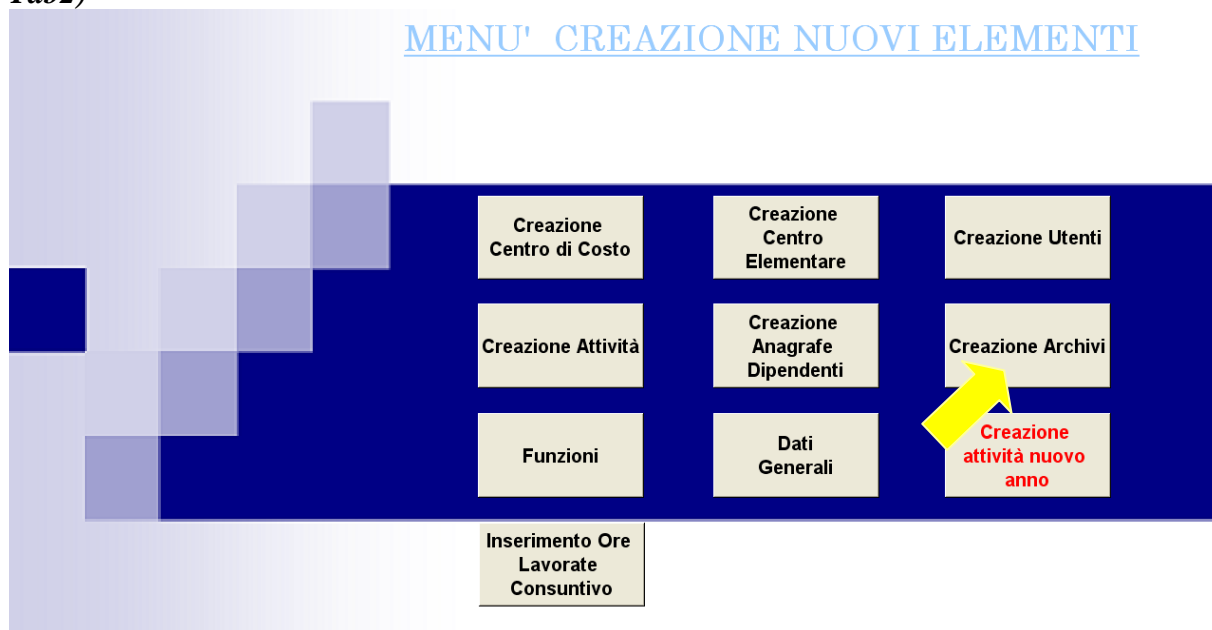 Tab2)
MENU' CREAZIONE NUOVI ELEMENTI
Creazione
Centro di Costo
Creazione
Centro
Elementare
Creazione Utenti
Creazione Attività
Creazione
Anagrafe
Dipendenti
Creazione Archivi
Funzioni
Dati
Generali
Creazione
attività nuovo
anno
Inserimento Ore
Lavorate
Consuntivo